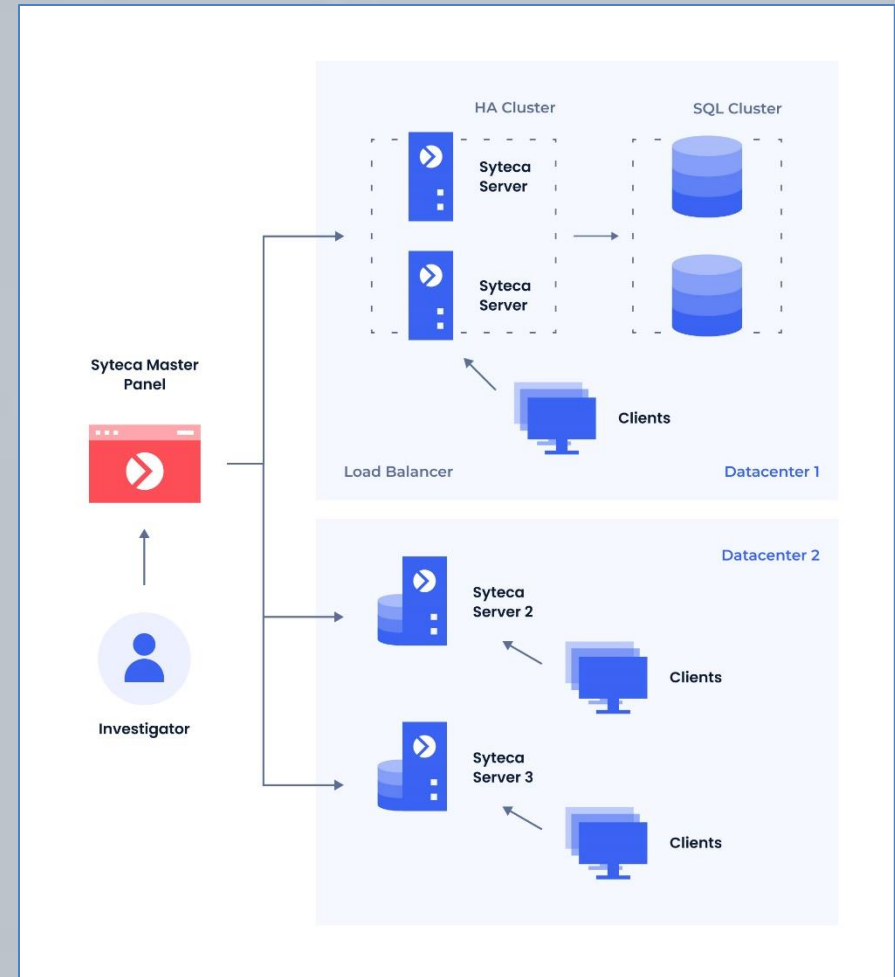 HA Cluster
SQL Cluster
Syteca
Server
Syteca
Server
Syteca Master
Panel
Clients
Load Balancer
Datacenter 1
Datacenter 2
Syteca
Server 2
Clients
Investigator
Syteca
Server 3
Clients